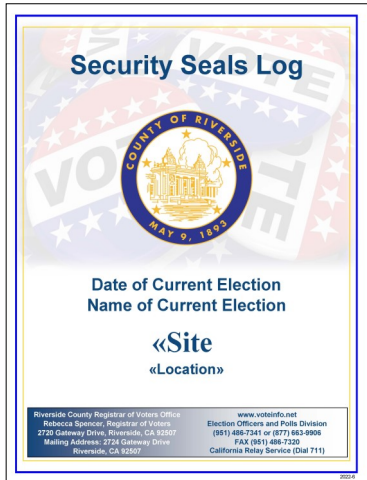 Security Seals Log
VOTE
VOTE
COUNTY OF RIVERSIDE
MAY 9, 1893
Date of Current Election
Name of Current Election
«Site
«Location»
Riverside County Registrar of Voters Office
Rebecca Spencer, Registrar of Voters
2720 Gateway Drive, Riverside, CA 92507
Mailing Address: 2724 Gateway Drive
Riverside, CA 92507
www.voteinfo.net
Election Officers and Polls Division
(951) 486-7341 or (877) 663-9906
FAX (951) 486-7320
California Relay Service (Dial 711)
2022-6